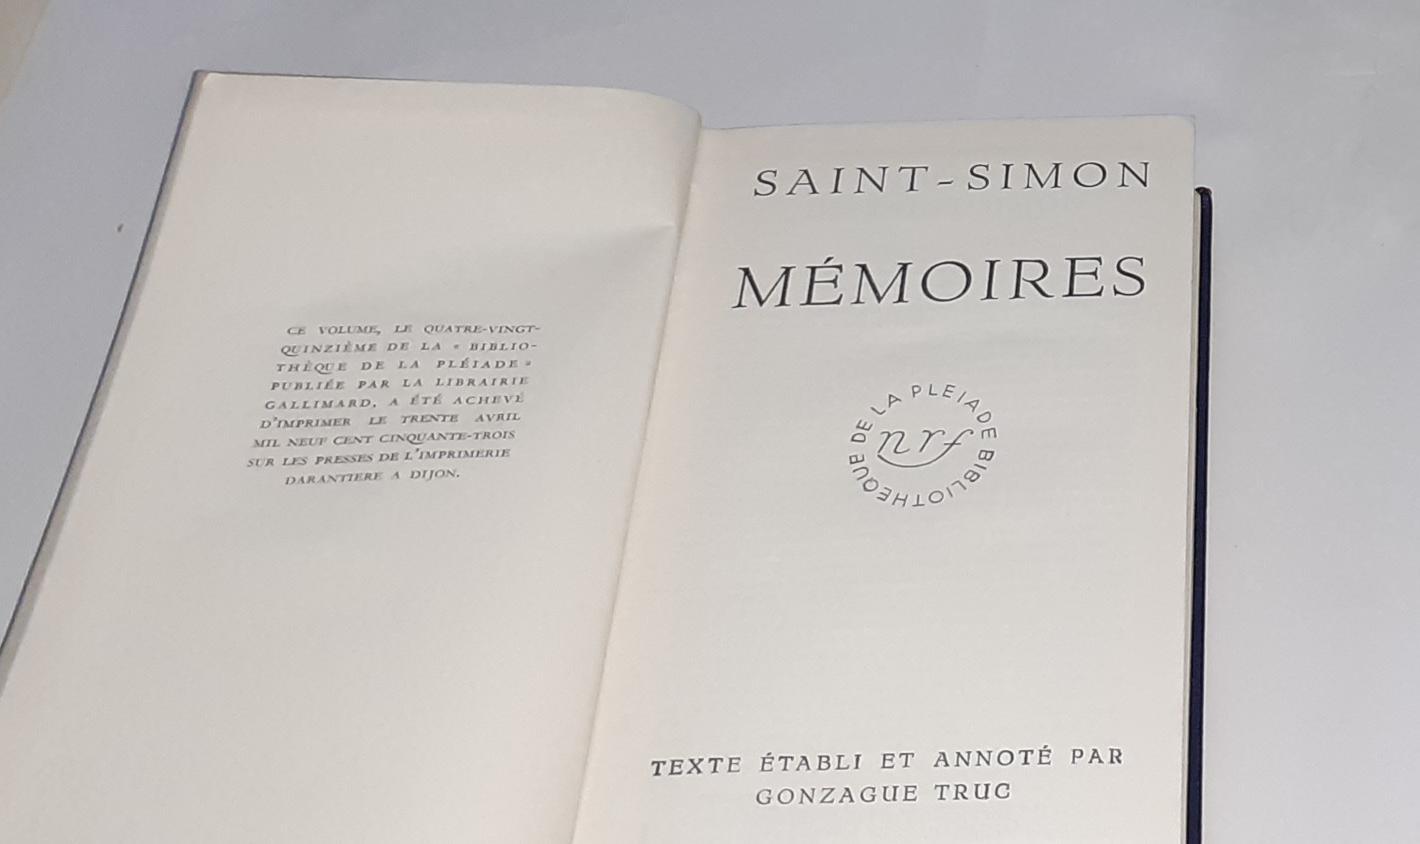 CE VOLUME, LE QUATRE-VINGT-
QUINZIÈME DE LA « BIBLIO-
THÈQUE DE LA PLÉIADE »
PUBLIÉE PAR LA LIBRAIRIE
GALLIMARD, A ÉTÉ ACHEVÉ
D'IMPRIMER LE TRENTE AVRIL
MIL NEUF CENT CINQUANTE-TROIS
SUR LES PRESSES DE L'IMPRIMERIE
DARANTIERE A DIJON.
SAINT-SIMON
MÉMOIRES
BIBLIOTHEQUE DE LA PLEIADE
nrf
TEXTE ÉTABLI ET ANNOTÉ PAR
GONZAGUE TRUC